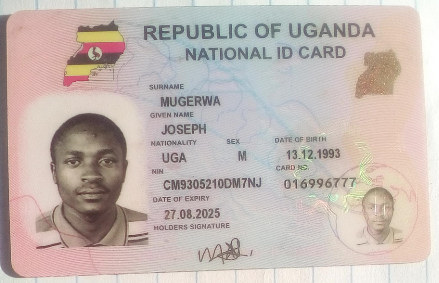 REPUBLIC OF UGANDA
NATIONAL ID CARD
SURNAME
MUGERWA
GIVEN NAME
JOSEPH
NATIONALITY SEX DATE OF BIRTH
UGA M 13.12.1993
NIN CARD NO.
CM9305210DM7NJ 016996777
DATE OF EXPIRY
27.08.2025
HOLDERS SIGNATURE